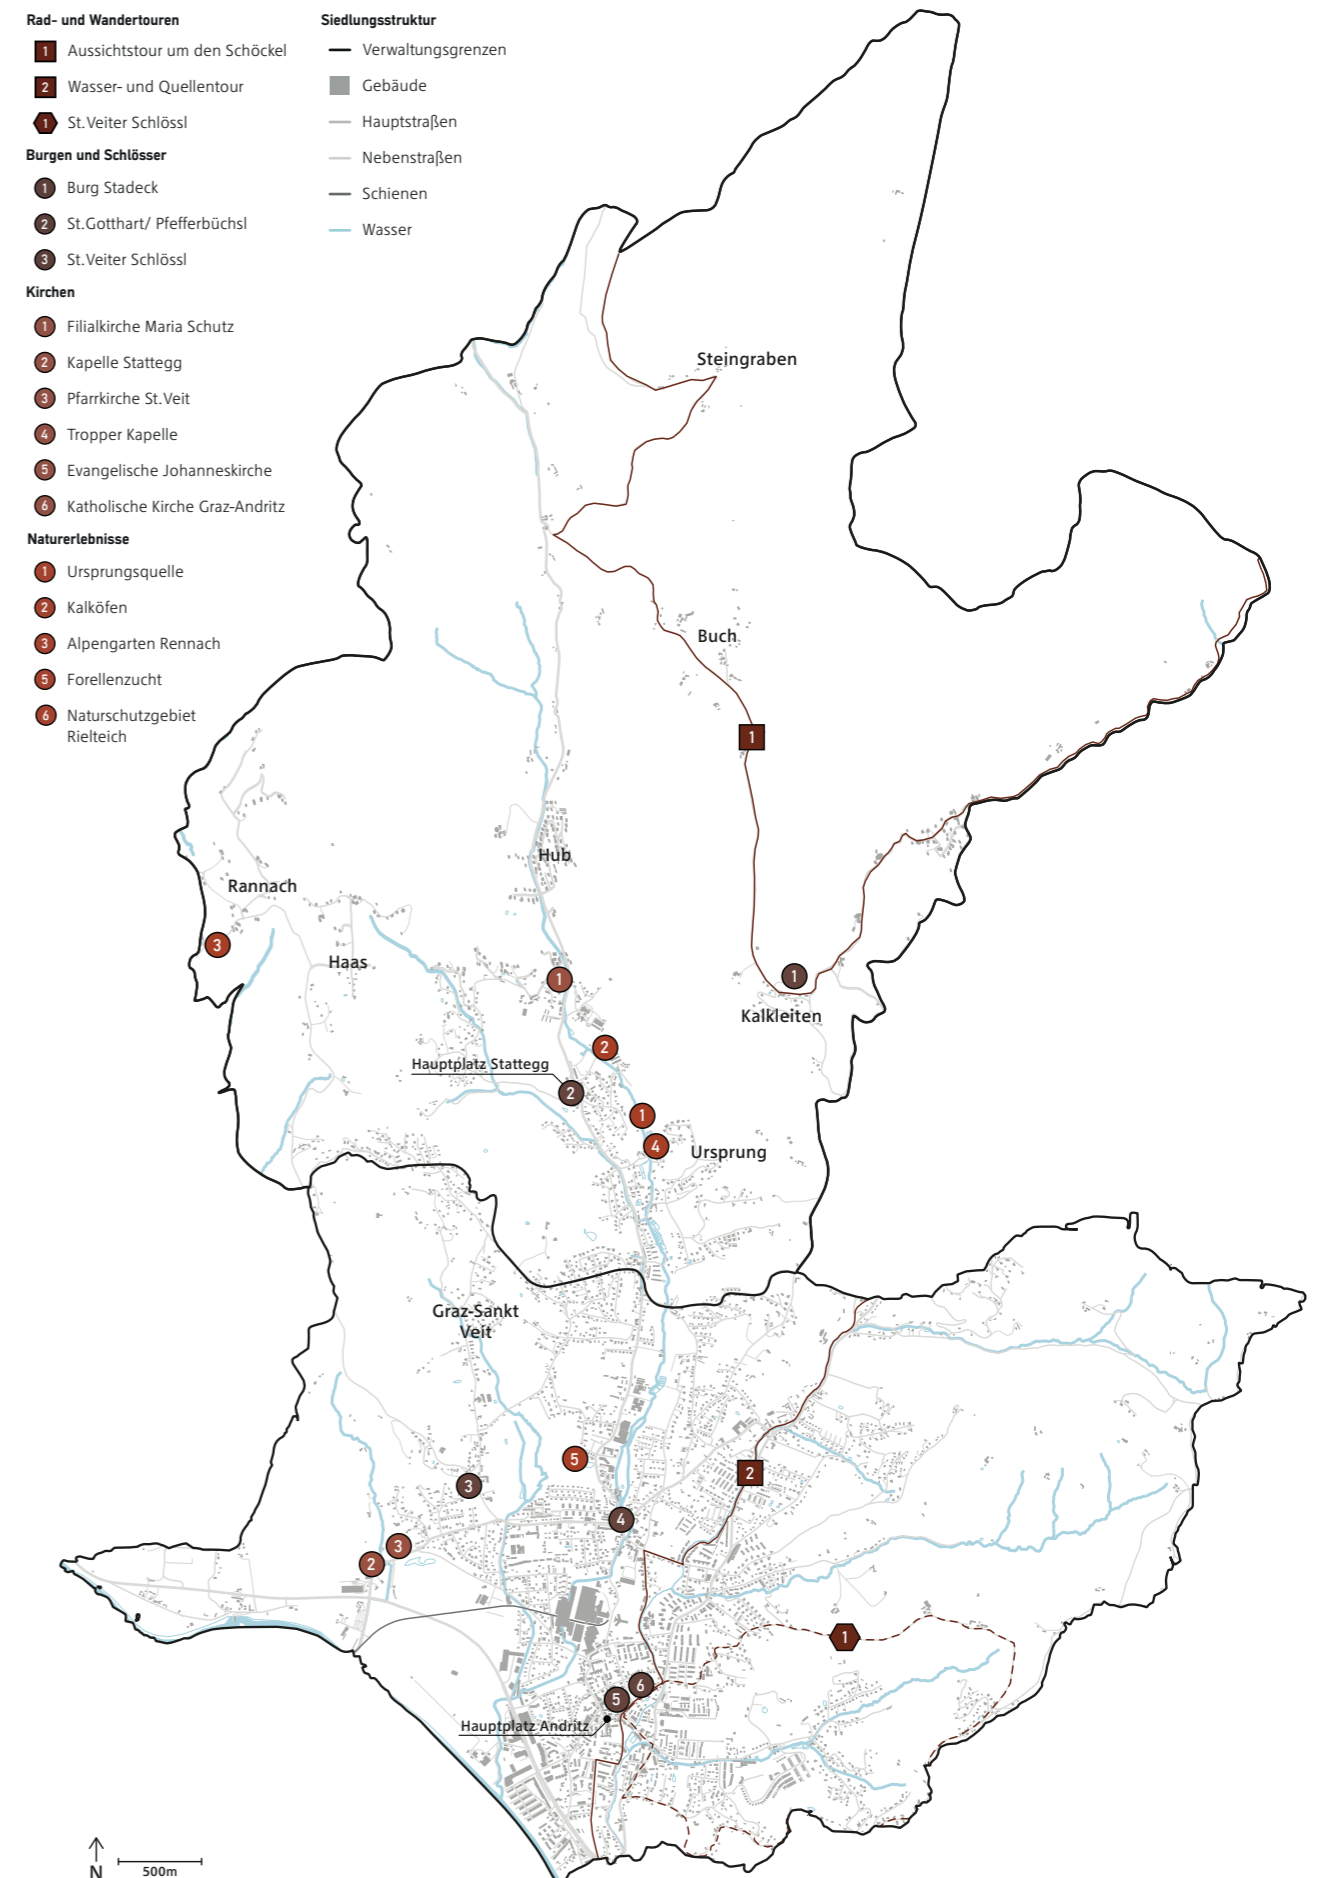 Rad- und Wandertouren
1 Aussichtstour um den Schöckel
2 Wasser- und Quellentour
1 St.Veiter Schlössl
Burgen und Schlösser
1 Burg Stadeck
2 St.Gotthart/ Pfefferbüchsl
3 St.Veiter Schlössl
Kirchen
1 Filialkirche Maria Schutz
2 Kapelle Stattegg
3 Pfarrkirche St.Veit
4 Tropper Kapelle
5 Evangelische Johanneskirche
6 Katholische Kirche Graz-Andritz
Naturerlebnisse
1 Ursprungsquelle
2 Kalköfen
3 Alpengarten Rennach
5 Forellenzucht
6 Naturschutzgebiet
Rielteich
Siedlungsstruktur
Verwaltungsgrenzen
Gebäude
Hauptstraßen
Nebenstraßen
Schienen
Wasser
Steingraben
Buch
1
Hub
Rannach
3
Haas
1
1
Kalkleiten
2
Hauptplatz Stattegg
2
1
4
Ursprung
Graz-Sankt
Veit
5
2
3
4
3
2
1
6
5
Hauptplatz Andritz
N
500m